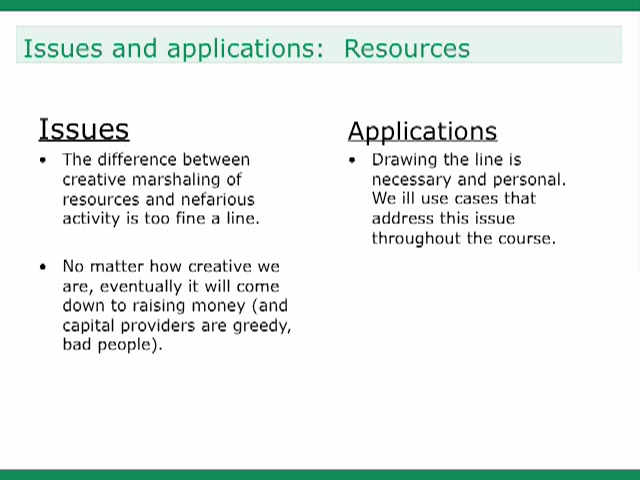 Issues and applications:  Resources
Issues
• The difference between
creative marshaling of
resources and nefarious
activity is too fine a line.
• No matter how creative we
are, eventually it will come
down to raising money (and
capital providers are greedy,
bad people).
Applications
• Drawing the line is
necessary and personal.
We ill use cases that
address this issue
throughout the course.